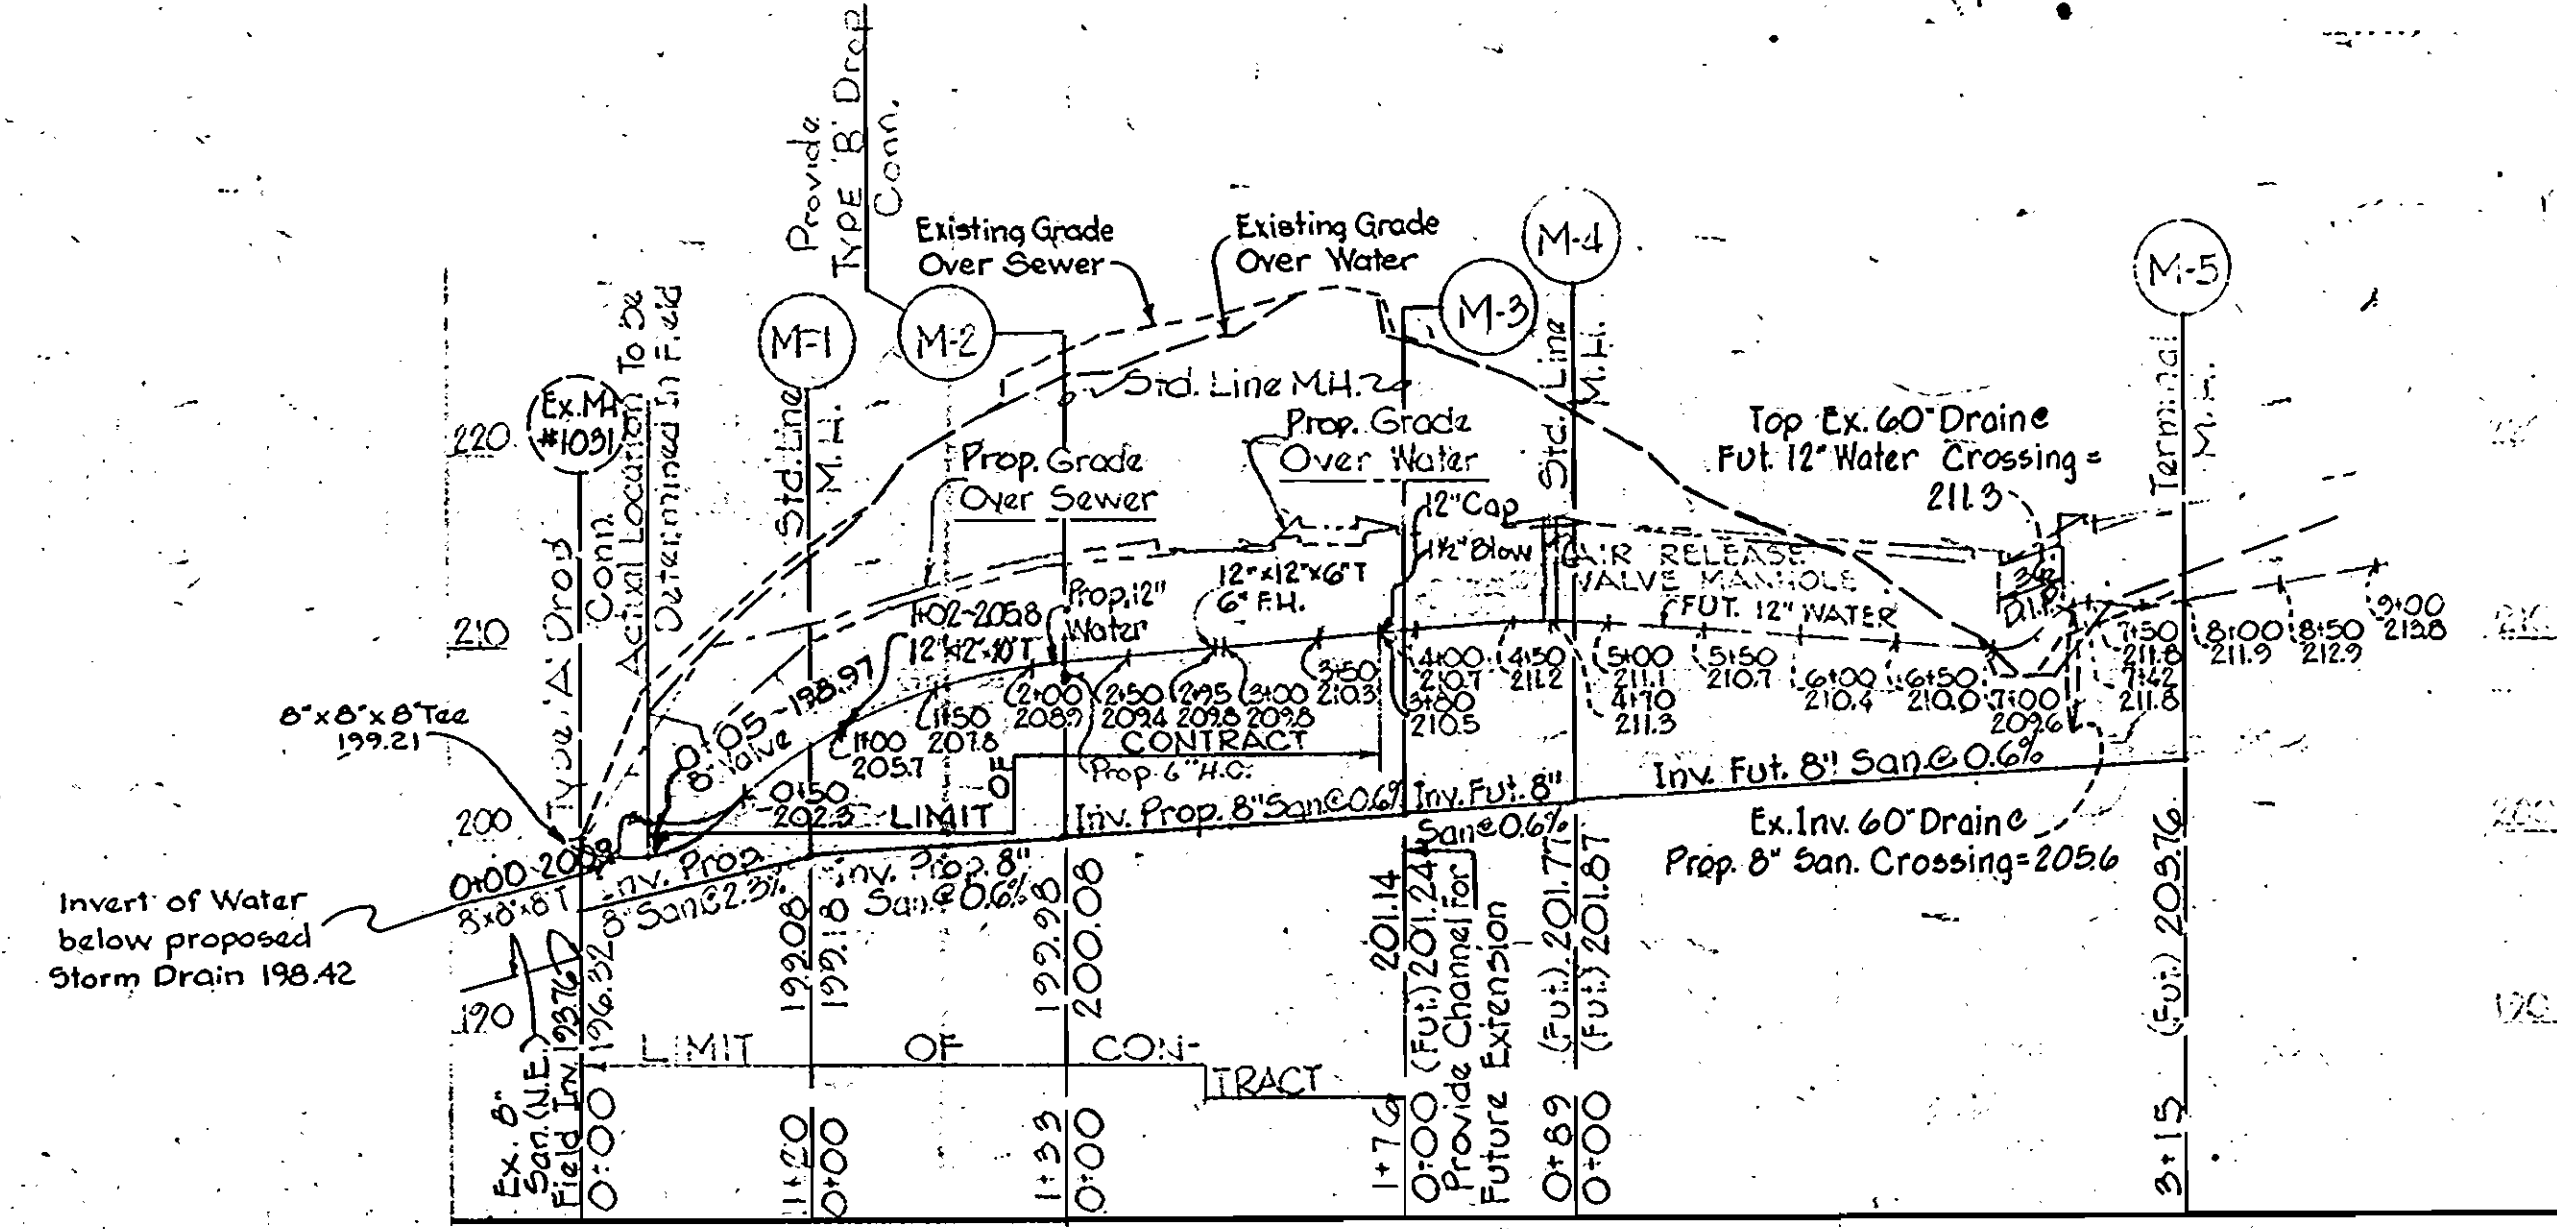 Provide
TYPE 'B' Drop
Conn.
Existing Grade
Over Sewer
Existing Grade
Over Water
M-1
M-2
M-3
M-4
M-5
Ex. MH
#1031
Type 'A' Drop
Conn.
Actual Location To be
Determined in Field
Std. Line
M.H.
Std. Line M.H.
Std. Line
M.H.
Terminal
M.H.
220
210
200
190
Prop. Grade
Over Sewer
Prop. Grade
Over Water
Top Ex. 60" Drain @
Fut. 12" Water Crossing =
211.3
12" Cap
1½" Blow
AIR RELEASE
VALVE MANHOLE
FUT. 12" WATER
12"x12"x6" T
6" F.H.
Prop. 12"
Water
1+02-205.8
12"x12"x10" T
8"x8"x8" Tee
199.21
0+05-198.97
8" Valve
0+50
202.3
1+00
205.7
1+50
207.8
2+00
208.9
2+50
209.4
2+95
209.8
3+00
209.8
3+50
210.3
3+80
210.5
4+00
210.7
4+50
211.2
4+70
211.3
5+00
211.1
5+50
210.7
6+00
210.4
6+50
210.0
7+00
209.6
7+42
211.8
7+50
211.8
8+00
211.9
8+50
212.9
9+00
213.8
D.I.P.
LIMIT
OF
CONTRACT
Prop. 6" H.C.
0+00-200.9
8"x8"x8" T
Invert of Water
below proposed
Storm Drain 198.42
Inv. Prop.
8" San @ 2.3%
Inv. Prop. 8"
San. @ 0.6%
Inv. Prop. 8" San @ 0.6%
Inv. Fut. 8"
San @ 0.6%
Inv. Fut. 8" San. @ 0.6%
Ex. Inv. 60" Drain @
Prop. 8" San. Crossing = 205.6
Ex. 8"
San. (N.E.)
Field Inv. 193.76
196.32
199.08
199.18
199.98
200.08
201.14
(Fut.) 201.24
Provide Channel for
Future Extension
(Fut.) 201.77
(Fut.) 201.87
(Fut.) 203.76
LIMIT OF CON-
TRACT
0+00
1+20
0+00
1+33
0+00
1+76
0+00
0+89
0+00
3+15